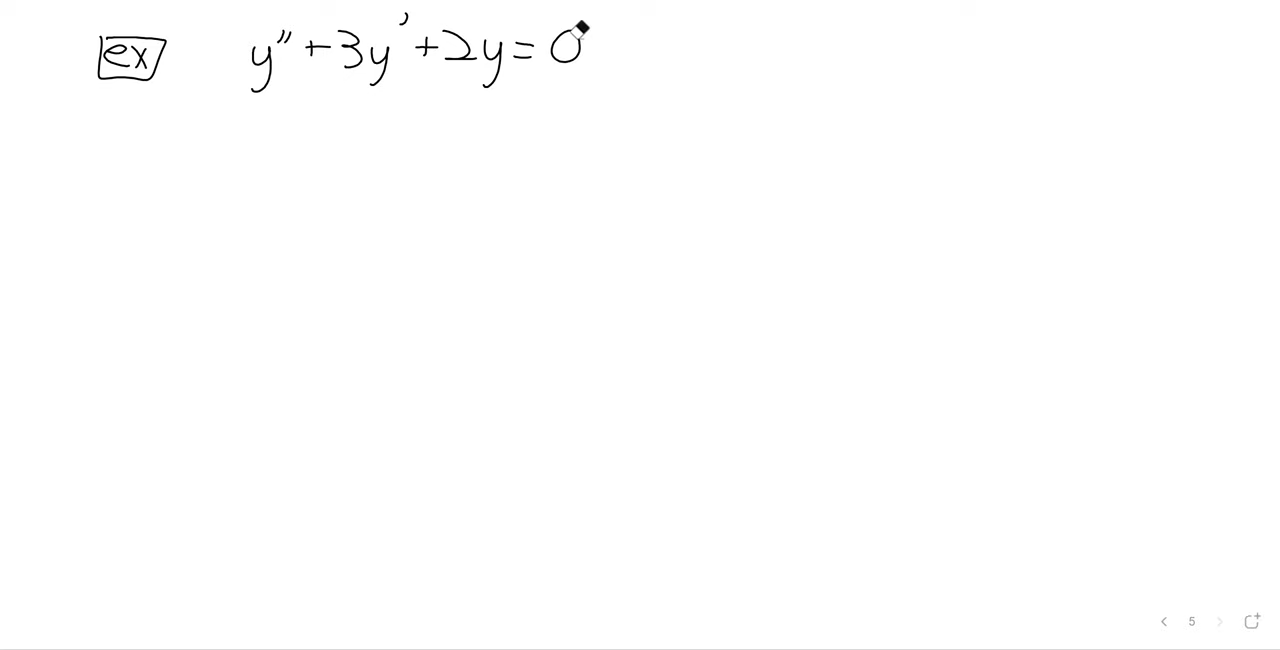 ex y'' + 3y' + 2y = 0
5